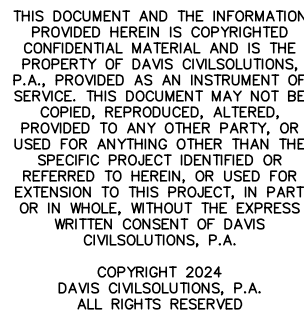 THIS DOCUMENT AND THE INFORMATION
PROVIDED HEREIN IS COPYRIGHTED
CONFIDENTIAL MATERIAL AND IS THE
PROPERTY OF DAVIS CIVILSOLUTIONS,
P.A., PROVIDED AS AN INSTRUMENT OF
SERVICE. THIS DOCUMENT MAY NOT BE
COPIED, REPRODUCED, ALTERED,
PROVIDED TO ANY OTHER PARTY, OR
USED FOR ANYTHING OTHER THAN THE
SPECIFIC PROJECT IDENTIFIED OR
REFERRED TO HEREIN, OR USED FOR
EXTENSION TO THIS PROJECT, IN PART
OR IN WHOLE, WITHOUT THE EXPRESS
WRITTEN CONSENT OF DAVIS
CIVILSOLUTIONS, P.A.
COPYRIGHT 2024
DAVIS CIVILSOLUTIONS, P.A.
ALL RIGHTS RESERVED